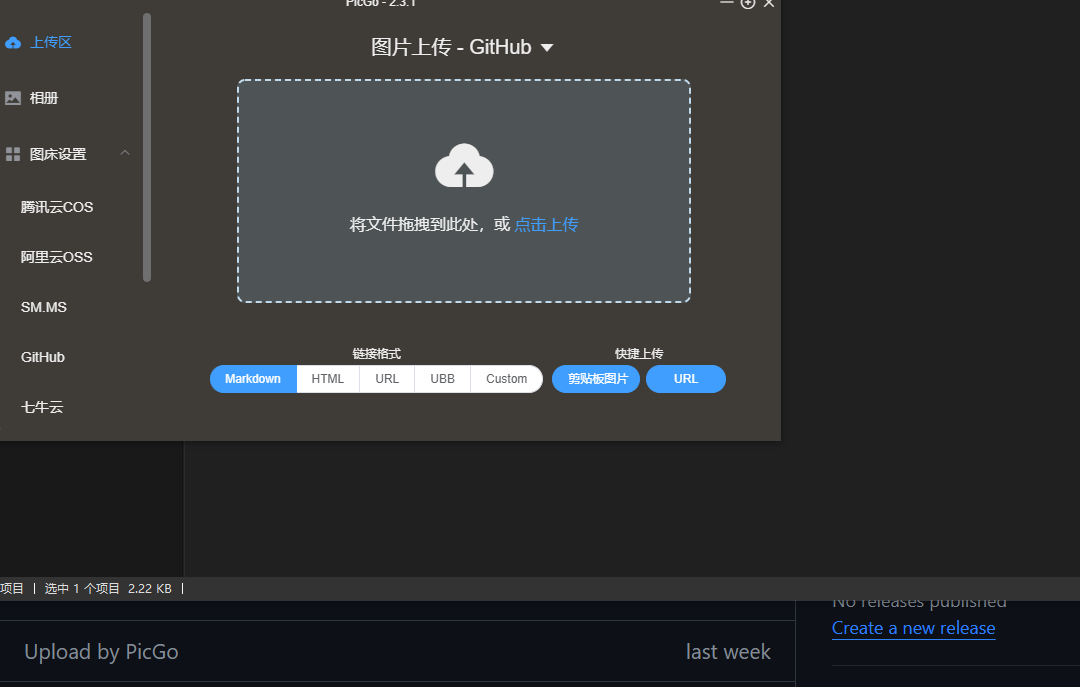 PicGo - 2.3.1
上传区
图片上传 - GitHub
相册
图床设置
将文件拖拽到此处，或 点击上传
腾讯云COS
阿里云OSS
SM.MS
GitHub
七牛云
链接格式
快捷上传
Markdown HTML URL UBB Custom 剪贴板图片 URL
项目 | 选中 1 个项目 2.22 KB |
No releases published
Create a new release
Upload by PicGo last week